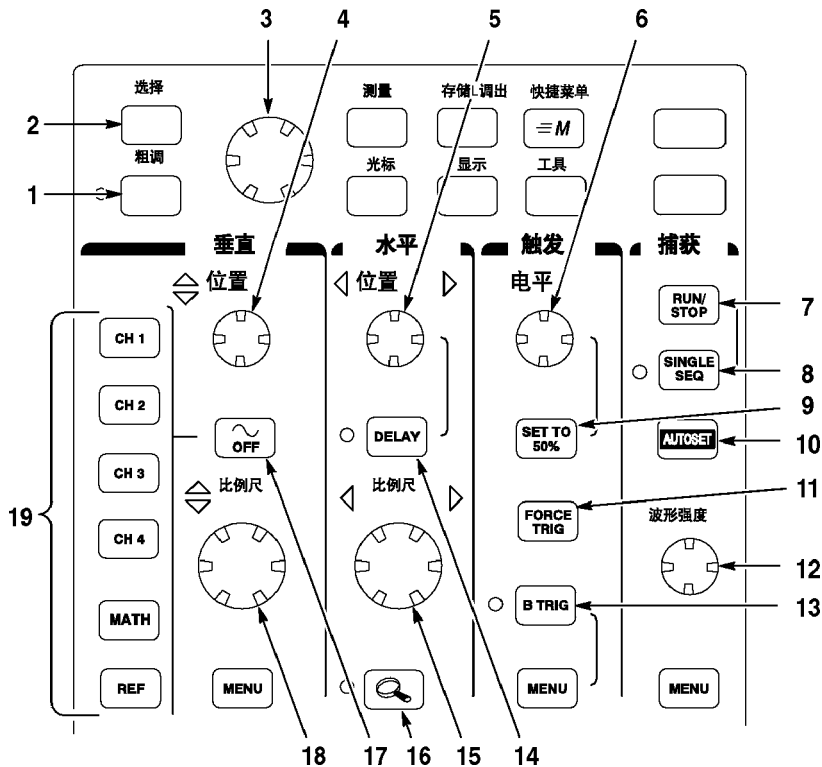 3 4 5 6
选择 测量 存储L调出 快捷菜单
2 M
粗调 光标 显示 工具
1
垂直 水平 触发 捕获
位置 位置 电平
RUN/
STOP 7
CH 1
SINGLE
SEQ 8
9
CH 2 OFF DELAY SET TO
50% AUTOSET 10
CH 3 比例尺 比例尺 11
19 FORCE
TRIG 波形强度
CH 4
12
MATH B TRIG 13
REF MENU MENU MENU
18 17 16 15 14